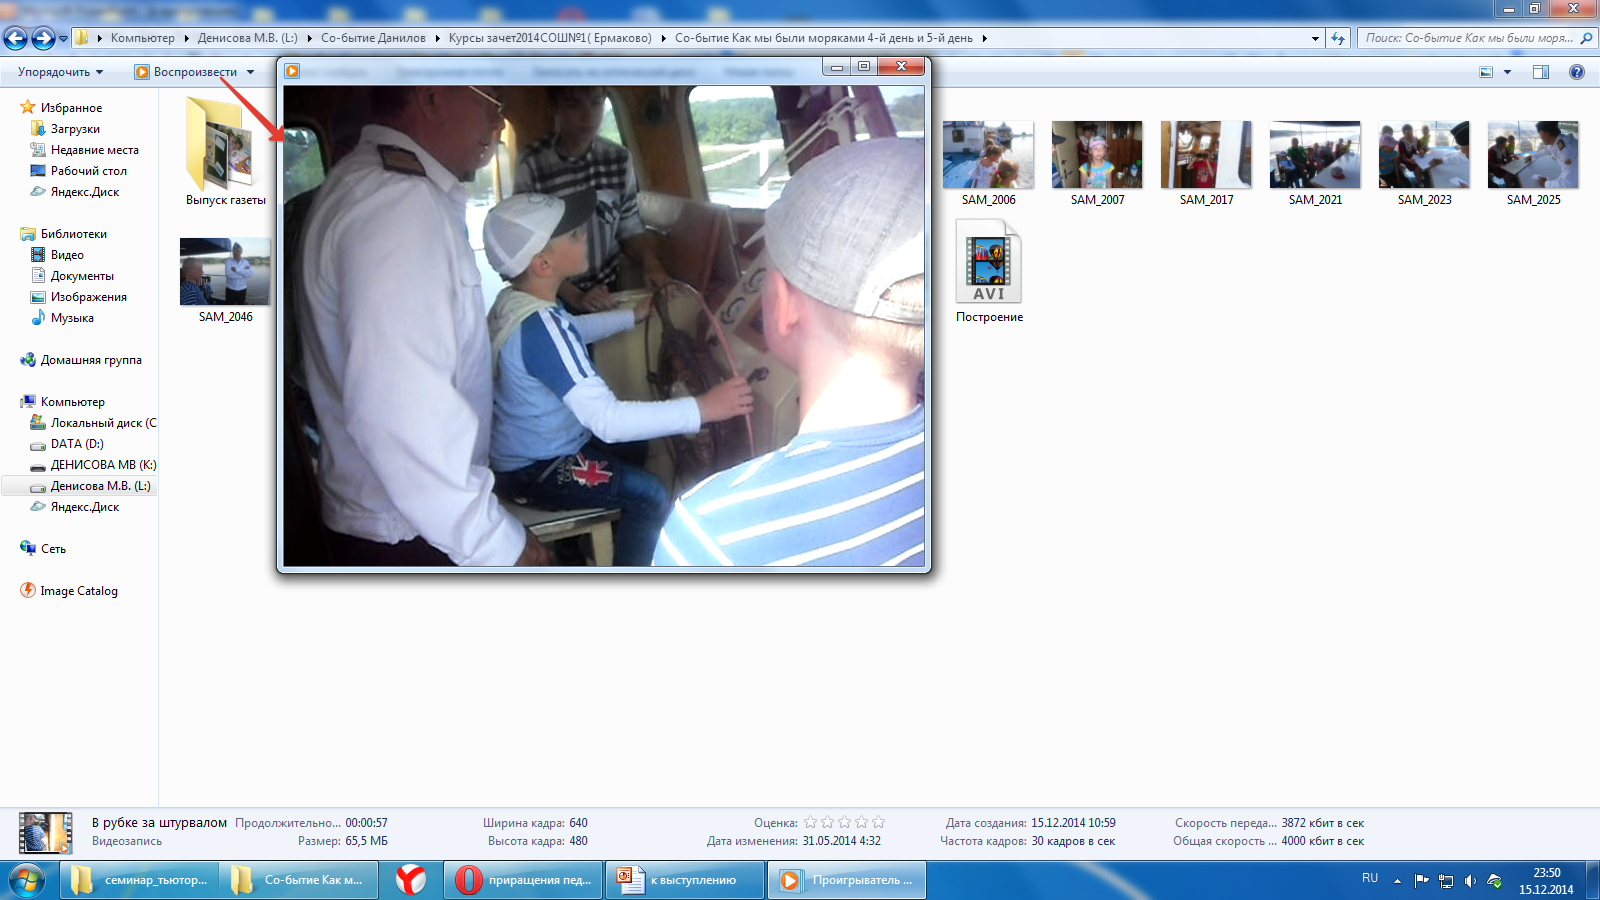 Компьютер
Денисова М.В. (L:)
Со-бытие Данилов
Курсы зачет2014СОШ№1( Ермаково)
Со-бытие Как мы были моряками 4-й день и 5-й день
Поиск: Со-бытие Как мы были моря...
Упорядочить
Воспроизвести
Избранное
Загрузки
Недавние места
Рабочий стол
Яндекс.Диск
Библиотеки
Видео
Документы
Изображения
Музыка
Домашняя группа
Компьютер
Локальный диск (C
DATA (D:)
ДЕНИСОВА МВ (K:)
Денисова М.В. (L:)
Яндекс.Диск
Сеть
Image Catalog
Выпуск газеты
SAM_2006
SAM_2007
SAM_2017
SAM_2021
SAM_2023
SAM_2025
SAM_2046
AVI
Построение
В рубке за штурвалом Продолжительно... 00:00:57 Ширина кадра: 640 Оценка: Дата создания: 15.12.2014 10:59 Скорость переда... 3872 кбит в сек
Видеозапись Размер: 65,5 МБ Высота кадра: 480 Дата изменения: 31.05.2014 4:32 Частота кадров: 30 кадров в сек Общая скорость ... 4000 кбит в сек
семинар_тьютор...
Со-бытие Как м...
приращения пед...
к выступлению
Проигрыватель ...
RU
23:50
15.12.2014